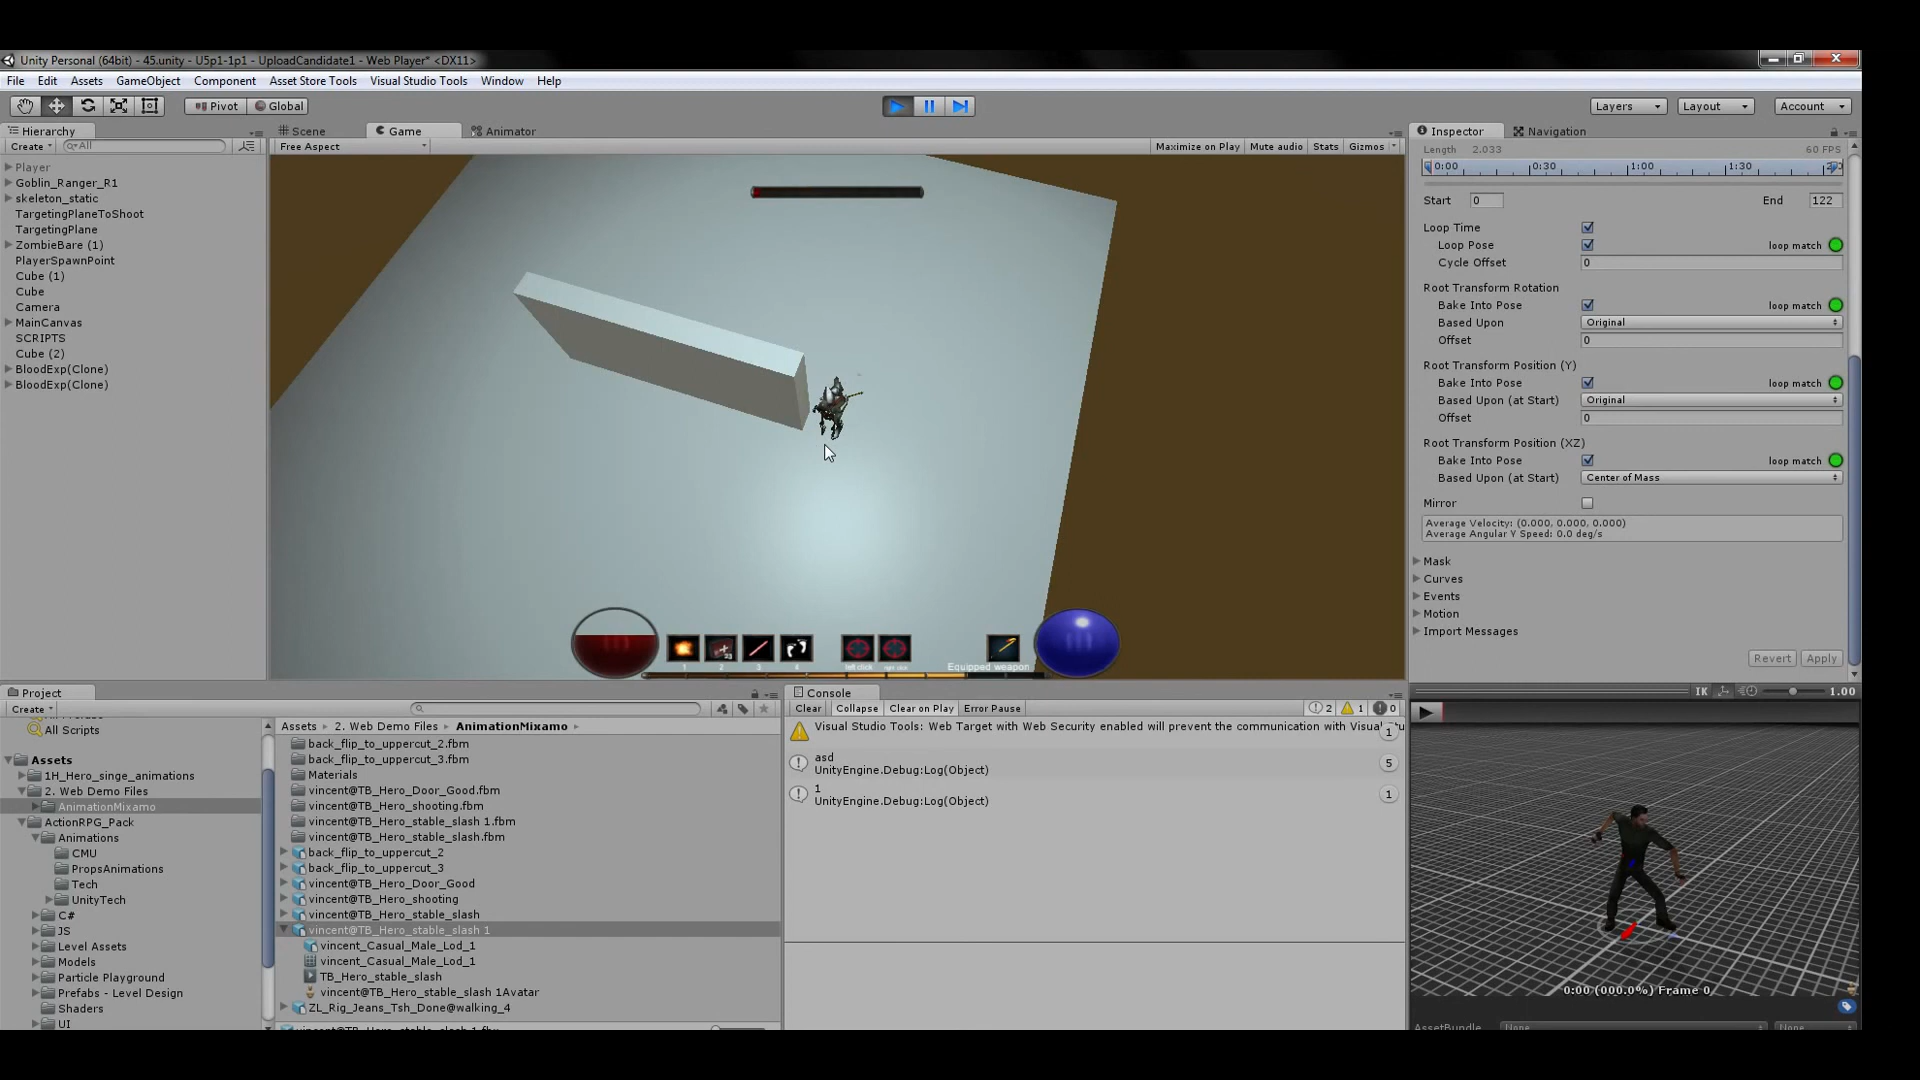 Unity Personal (64bit) - 45.unity - U5p1-1p1 - UploadCandidate1 - Web Player* <DX11>
File Edit Assets GameObject Component Asset Store Tools Visual Studio Tools Window Help
Pivot Global Layers Layout Account
Hierarchy
Create All
Player
Goblin_Ranger_R1
skeleton_static
TargetingPlaneToShoot
TargetingPlane
ZombieBare (1)
PlayerSpawnPoint
Cube (1)
Cube
Camera
MainCanvas
SCRIPTS
Cube (2)
BloodExp(Clone)
BloodExp(Clone)
Scene Game Animator
Free Aspect Maximize on Play Mute audio Stats Gizmos
23
1 2 3 4 left click right click
Equipped weapon
Inspector Navigation
Length 2.033 60 FPS
0:00 0:30 1:00 1:30
Start 0 End 122
Loop Time
Loop Pose loop match
Cycle Offset 0
Root Transform Rotation
Bake Into Pose loop match
Based Upon Original
Offset 0
Root Transform Position (Y)
Bake Into Pose loop match
Based Upon (at Start) Original
Offset 0
Root Transform Position (XZ)
Bake Into Pose loop match
Based Upon (at Start) Center of Mass
Mirror
Average Velocity: (0.000, 0.000, 0.000)
Average Angular Y Speed: 0.0 deg/s
Mask
Curves
Events
Motion
Import Messages
Revert Apply
IK 1.00
0:00 (000.0%) Frame 0
AssetBundle None None
Project
Create
All Scripts
Assets
1H_Hero_singe_animations
2. Web Demo Files
AnimationMixamo
ActionRPG_Pack
Animations
CMU
PropsAnimations
Tech
UnityTech
C#
JS
Level Assets
Models
Particle Playground
Prefabs - Level Design
Shaders
UI
Assets 2. Web Demo Files AnimationMixamo
back_flip_to_uppercut_2.fbm
back_flip_to_uppercut_3.fbm
Materials
vincent@TB_Hero_Door_Good.fbm
vincent@TB_Hero_shooting.fbm
vincent@TB_Hero_stable_slash 1.fbm
vincent@TB_Hero_stable_slash.fbm
back_flip_to_uppercut_2
back_flip_to_uppercut_3
vincent@TB_Hero_Door_Good
vincent@TB_Hero_shooting
vincent@TB_Hero_stable_slash
vincent@TB_Hero_stable_slash 1
vincent_Casual_Male_Lod_1
vincent_Casual_Male_Lod_1
TB_Hero_stable_slash
vincent@TB_Hero_stable_slash 1Avatar
ZL_Rig_Jeans_Tsh_Done@walking_4
vincent@TB_Hero_stable_slash 1.fbx
Console
Clear Collapse Clear on Play Error Pause 2 1 0
Visual Studio Tools: Web Target with Web Security enabled will prevent the communication with Visual 1
asd
UnityEngine.Debug:Log(Object) 5
1
UnityEngine.Debug:Log(Object) 1